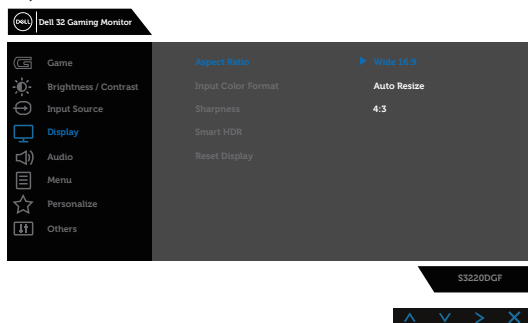 DELL Dell 32 Gaming Monitor
Game
Brightness / Contrast
Input Source
Display
Audio
Menu
Personalize
Others
Aspect Ratio
Input Color Format
Sharpness
Smart HDR
Reset Display
Wide 16:9
Auto Resize
4:3
S3220DGF